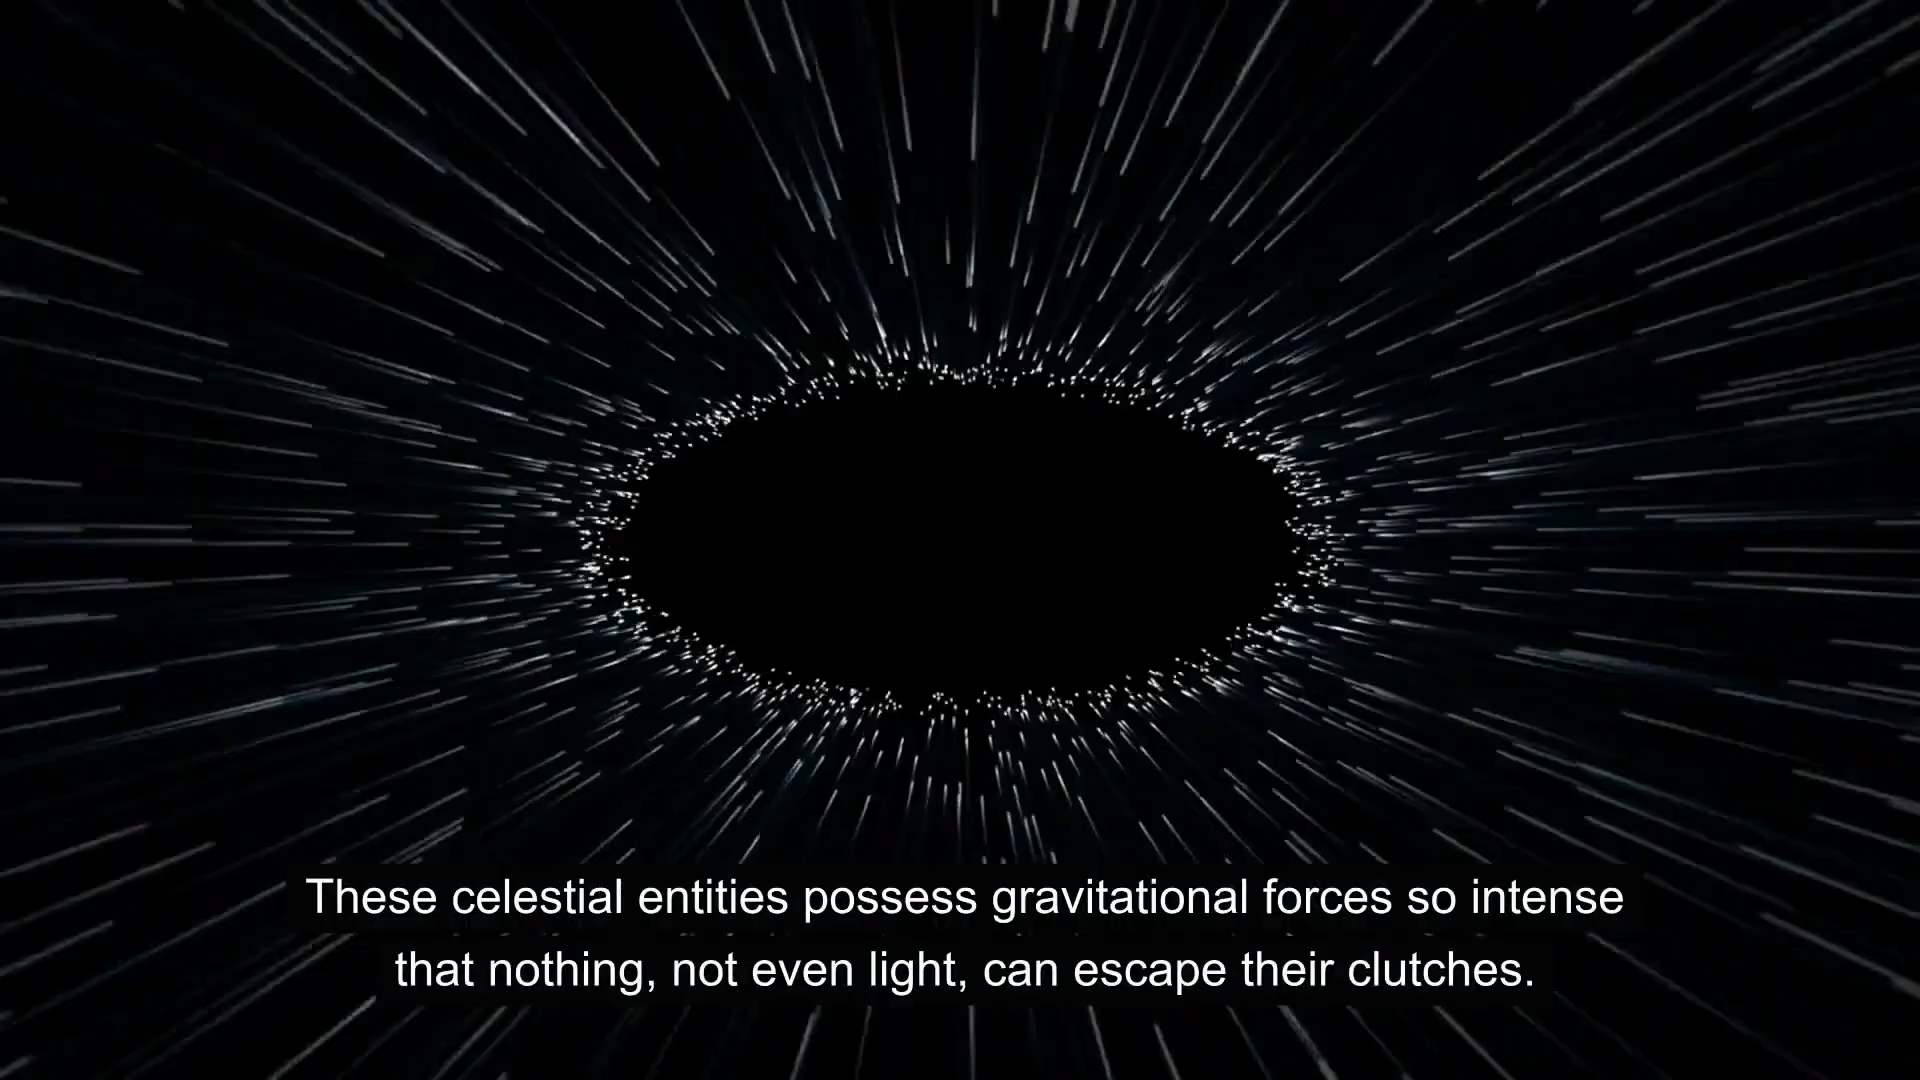 These celestial entities possess gravitational forces so intense
that nothing, not even light, can escape their clutches.